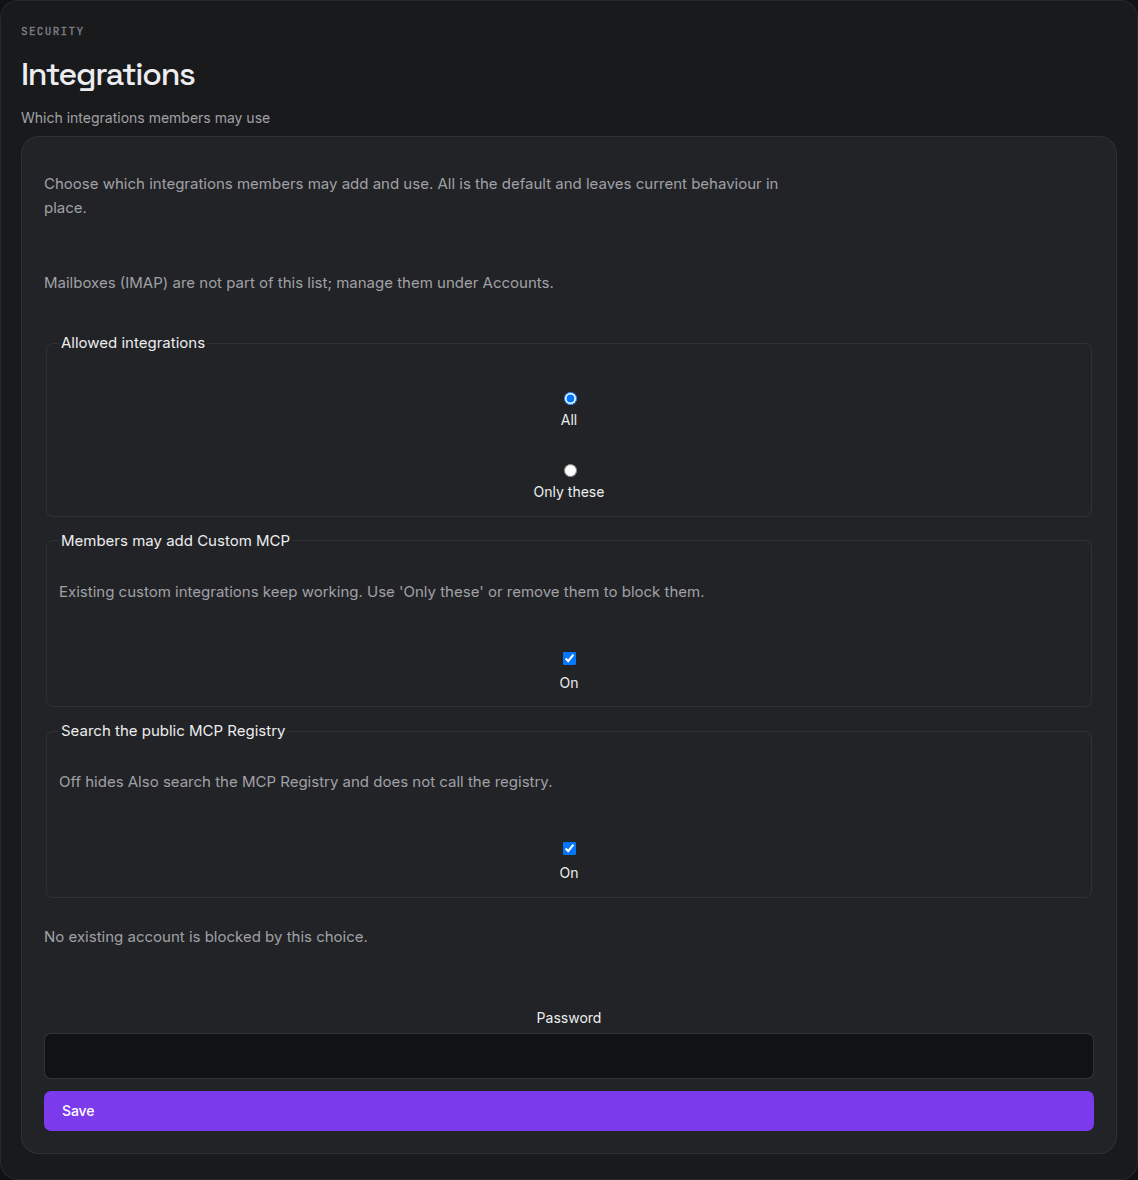 SECURITY
Integrations
Which integrations members may use
Choose which integrations members may add and use. All is the default and leaves current behaviour in
place.
Mailboxes (IMAP) are not part of this list; manage them under Accounts.
Allowed integrations
All
Only these
Members may add Custom MCP
Existing custom integrations keep working. Use 'Only these' or remove them to block them.
On
Search the public MCP Registry
Off hides Also search the MCP Registry and does not call the registry.
On
No existing account is blocked by this choice.
Password
Save